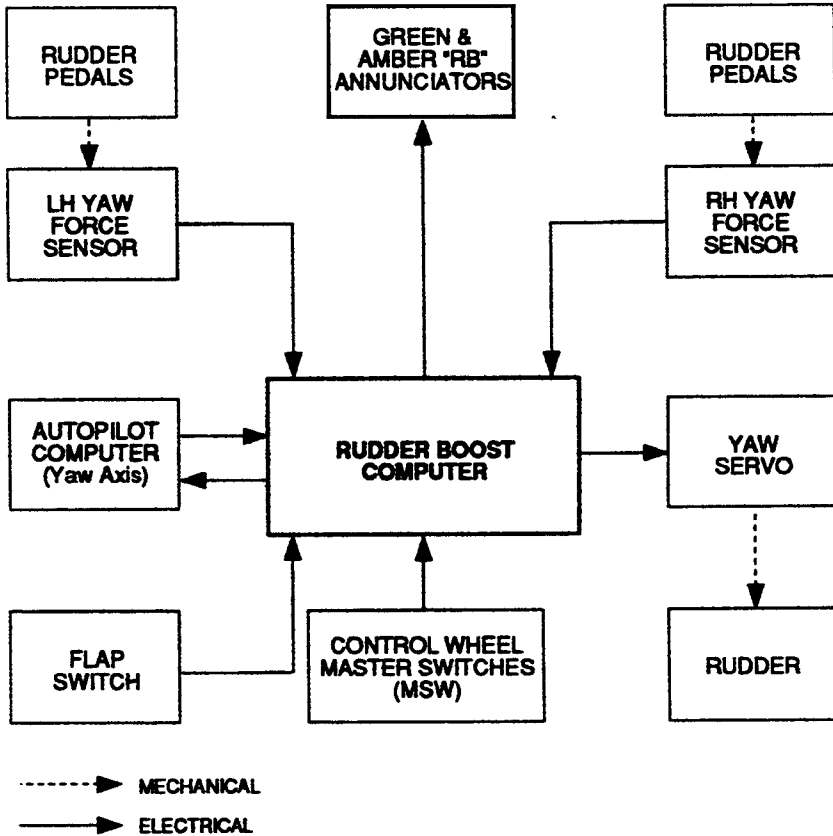 RUDDER
PEDALS
GREEN &
AMBER "RB"
ANNUNCIATORS
RUDDER
PEDALS
LH YAW
FORCE
SENSOR
RH YAW
FORCE
SENSOR
AUTOPILOT
COMPUTER
(Yaw Axis)
RUDDER BOOST
COMPUTER
YAW
SERVO
FLAP
SWITCH
CONTROL WHEEL
MASTER SWITCHES
(MSW)
RUDDER
MECHANICAL
ELECTRICAL